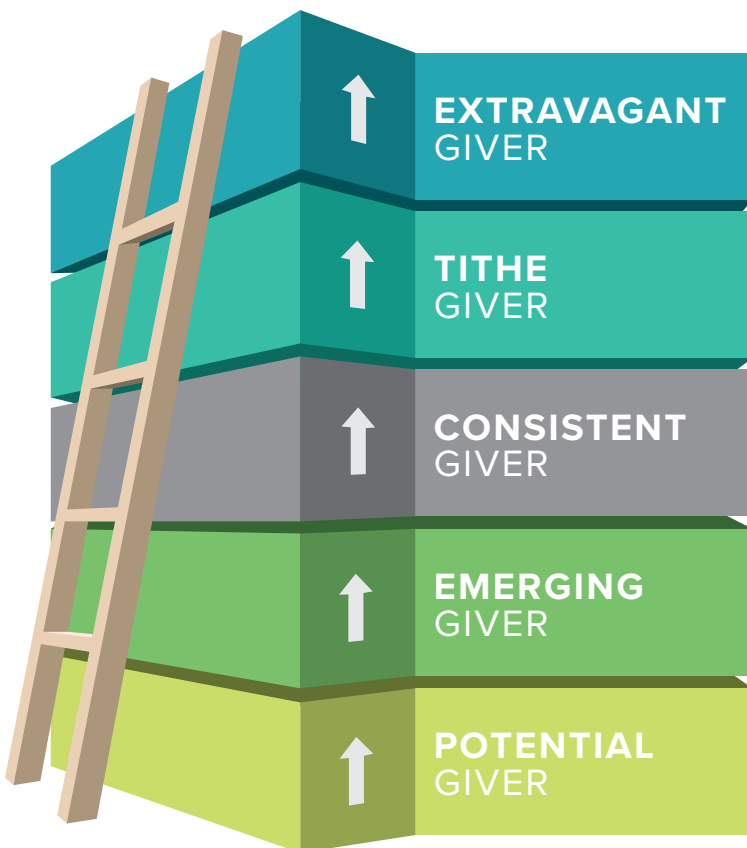 EXTRAVAGANT
GIVER
TITHE
GIVER
CONSISTENT
GIVER
EMERGING
GIVER
POTENTIAL
GIVER